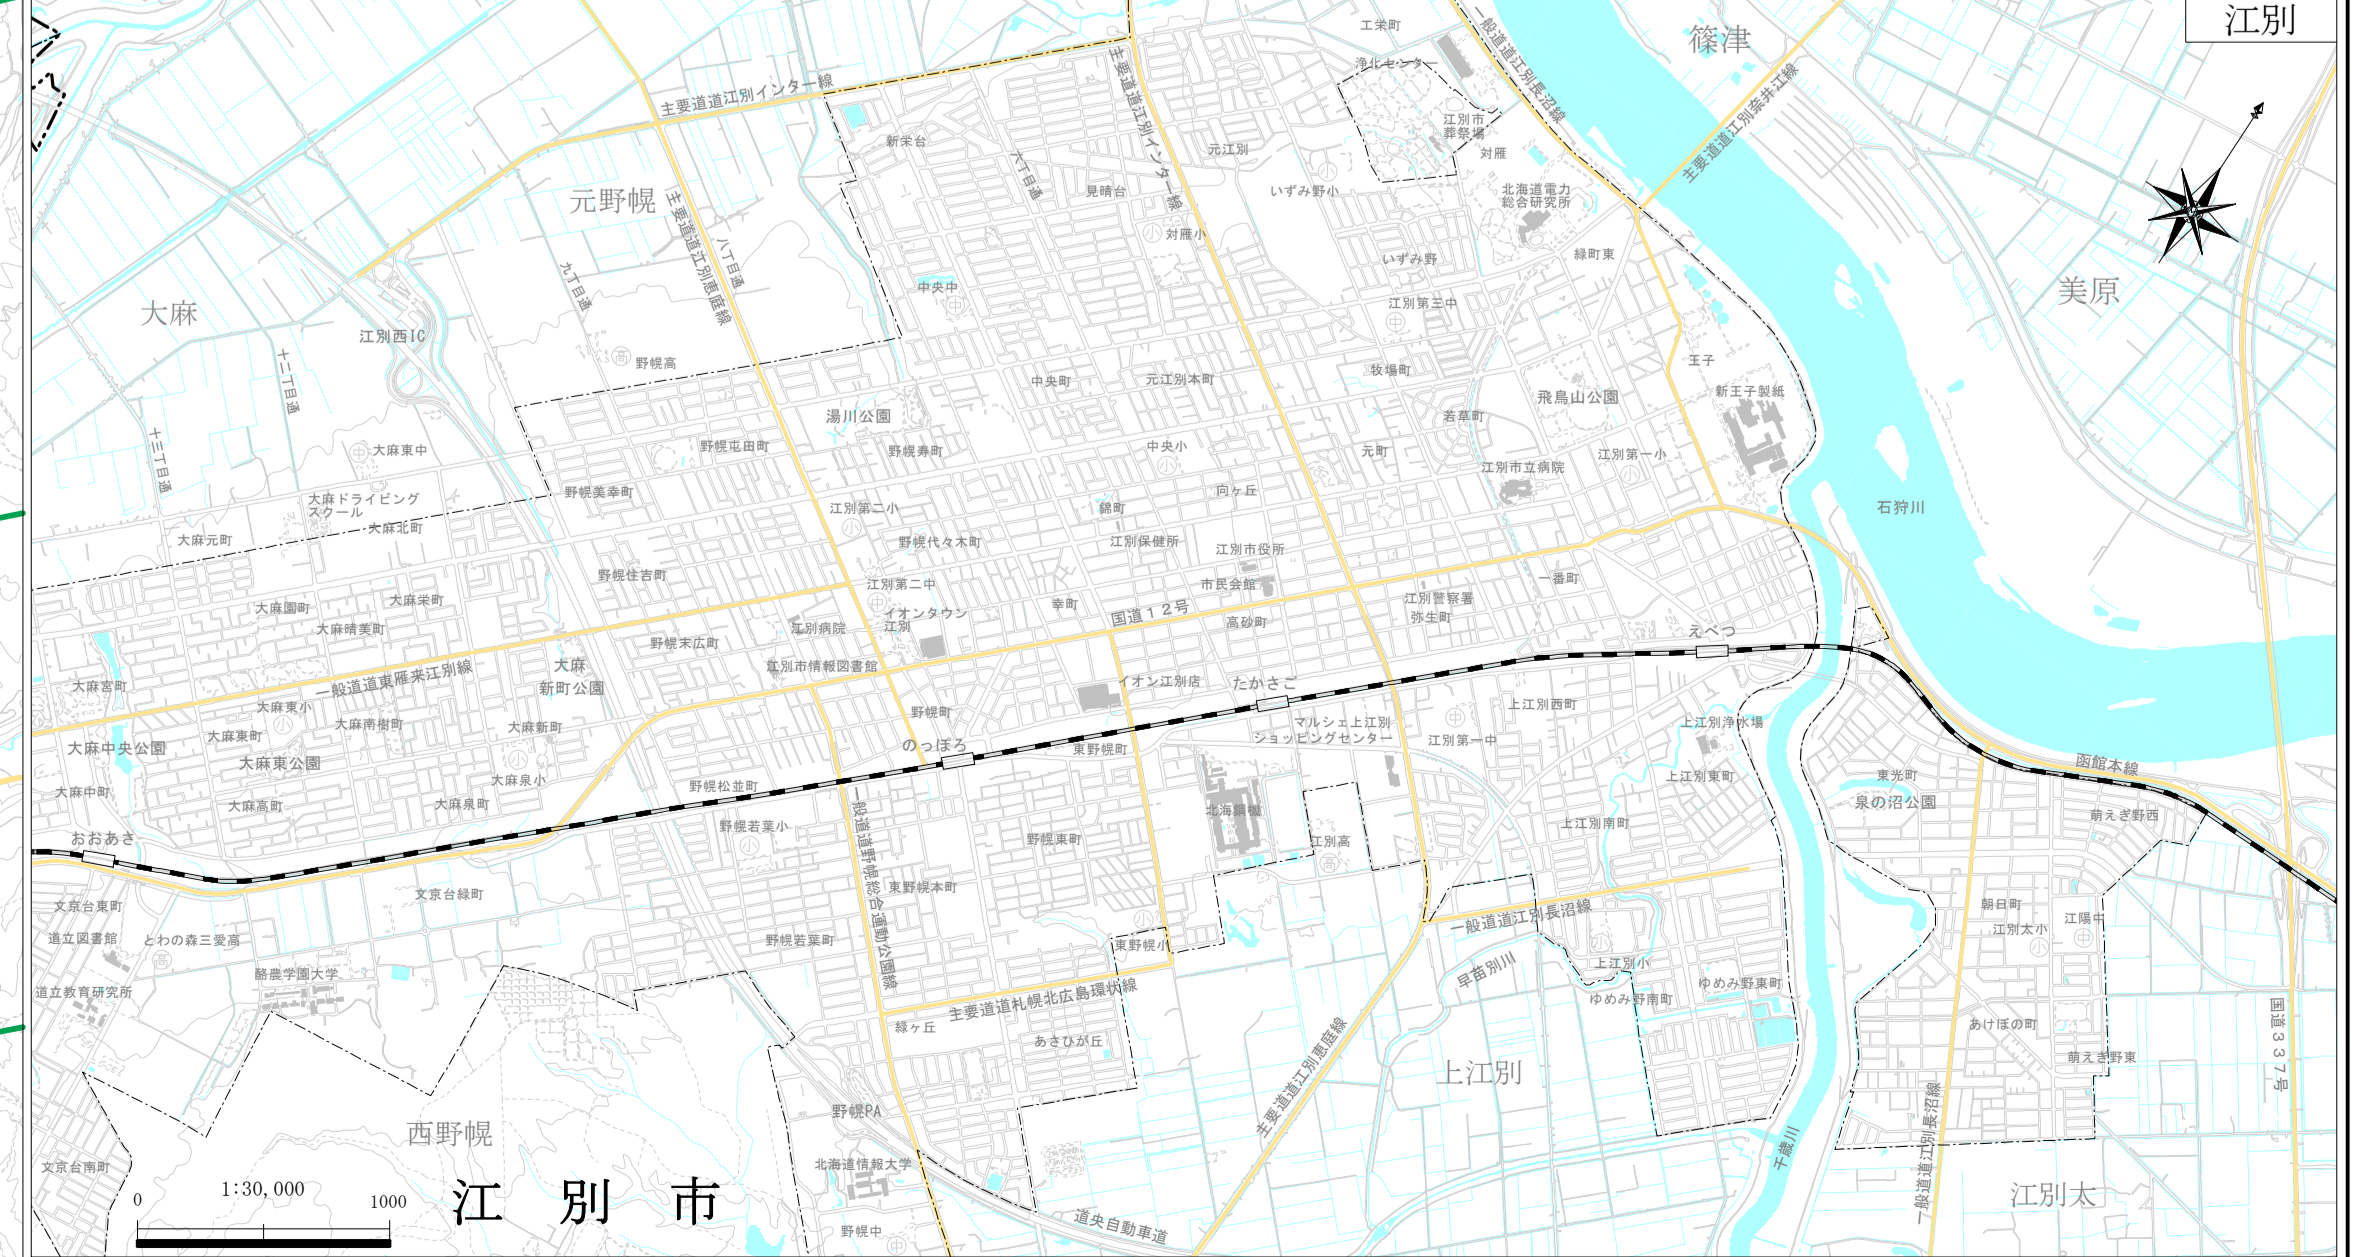 江別
工栄町
篠津
一般道道江別長沼線
浄化センター
主要道道江別インター線
主要道道江別インター線
主要道道江別奈井江線
江別市
葬祭場
新栄台
元江別
対雁
六丁目通
見晴台
いずみ野小
北海道電力
総合研究所
元野幌
主要道道江別恵庭線
八丁目通
対雁小
九丁目通
いずみ野
緑町東
中央中
江別第三中
美原
大麻
江別西IC
十二丁目通
野幌高
中央町
元江別本町
牧場町
王子
新王子製紙
飛鳥山公園
湯川公園
若草町
十三丁目通
大麻東中
野幌屯田町
野幌寿町
中央小
元町
江別第一小
江別市立病院
大麻ドライビング
スクール
野幌美幸町
向ヶ丘
江別第二小
錦町
石狩川
大麻北町
大麻元町
野幌代々木町
江別保健所
江別市役所
野幌住吉町
江別第二中
市民会館
一番町
大麻園町
大麻栄町
イオンタウン
江別
幸町
国道12号
江別警察署
弥生町
高砂町
大麻晴美町
江別病院
野幌末広町
えべつ
江別市情報図書館
大麻
新町公園
一般道道東雁来江別線
大麻宮町
イオン江別店
たかさご
大麻東小
大麻南樹町
大麻新町
野幌町
上江別西町
マルシェ上江別
ショッピングセンター
江別第一中
上江別浄水場
大麻東町
大麻中央公園
大麻東公園
のっぽろ
東野幌町
函館本線
大麻泉小
野幌松並町
上江別東町
東光町
泉の沼公園
大麻中町
大麻高町
大麻泉町
北海鋼機
萌えぎ野西
おおあさ
野幌若葉小
野幌東町
江別高
上江別南町
一般道道野幌総合運動公園線
文京台緑町
東野幌本町
文京台東町
朝日町
江陽中
一般道道江別長沼線
江別太小
道立図書館
とわの森三愛高
野幌若葉町
東野幌小
早苗別川
上江別小
酪農学園大学
道立教育研究所
ゆめみ野南町
ゆめみ野東町
主要道道札幌北広島環状線
緑ヶ丘
あさひが丘
あけぼの町
国道337号
主要道道江別恵庭線
上江別
萌えぎ野東
野幌PA
西野幌
千歳川
一般道道江別長沼線
文京台南町
北海道情報大学
江別太
0
1:30,000
1000
江別市
野幌中
道央自動車道
小
小
中
中
高
中
小
小
小
中
小
小
中
小
高
小
小
中
小
高
中